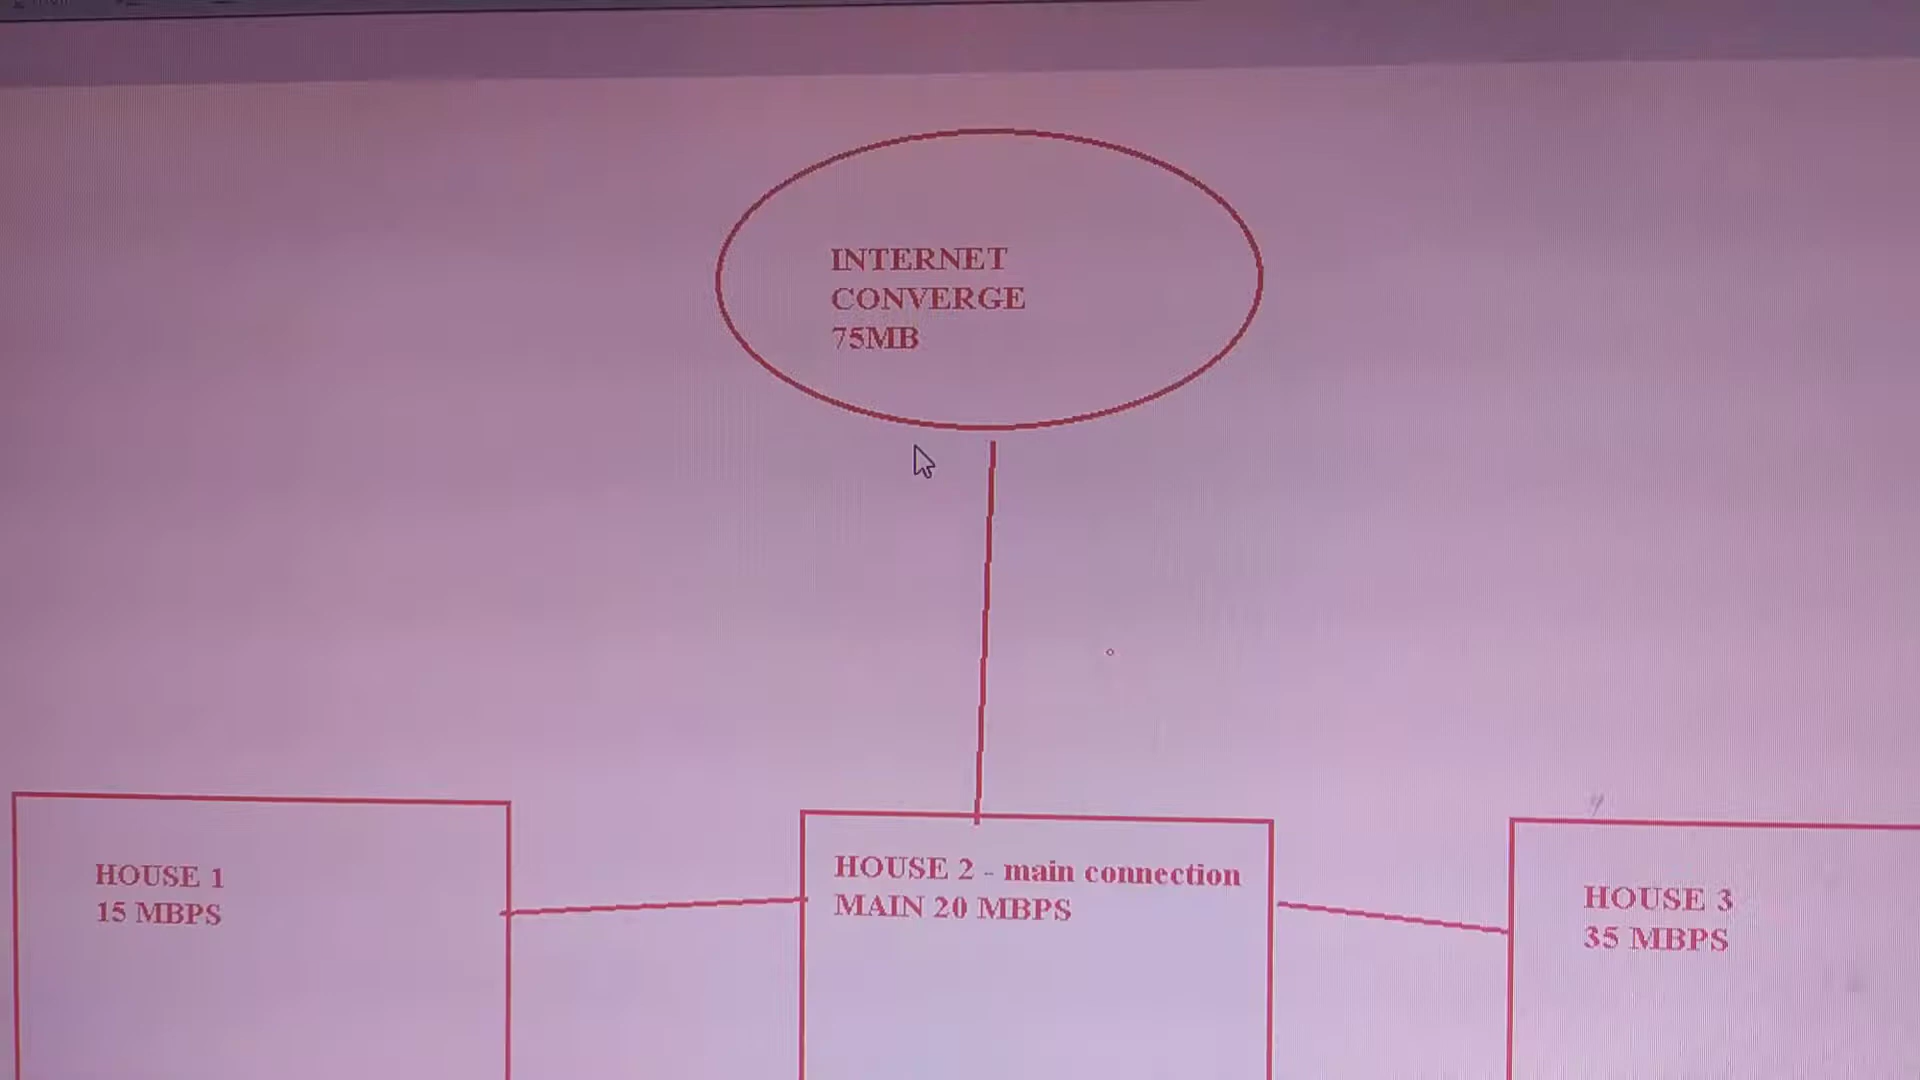 INTERNET
CONVERGE
75MB
HOUSE 1
15 MBPS
HOUSE 2 - main connection
MAIN 20 MBPS
HOUSE 3
35 MBPS